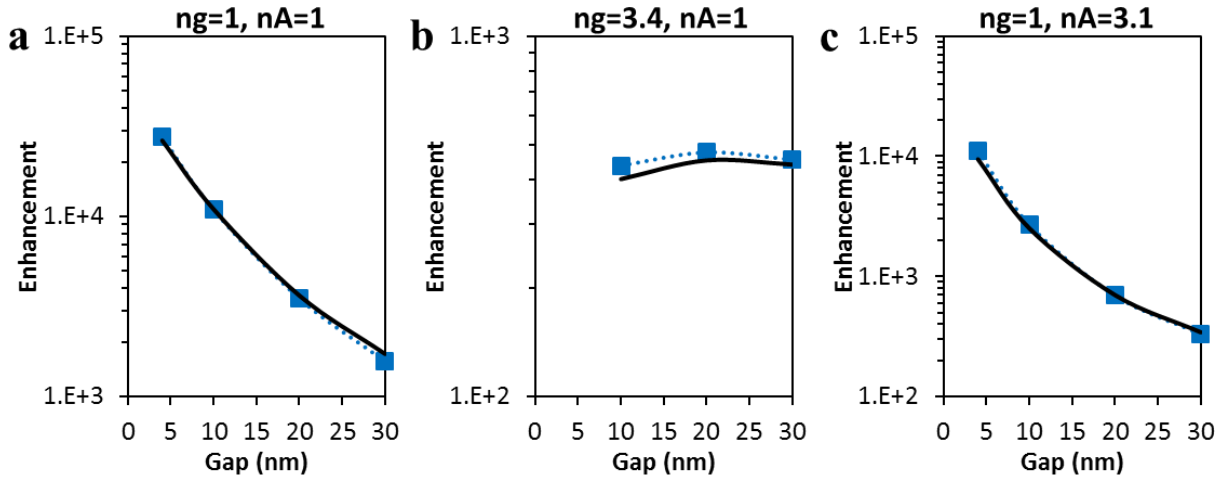 a
ng=1, nA=1
1.E+5
1.E+4
1.E+3
Enhancement
0 5 10 15 20 25 30
Gap (nm)
b
ng=3.4, nA=1
1.E+3
1.E+2
Enhancement
0 5 10 15 20 25 30
Gap (nm)
c
ng=1, nA=3.1
1.E+5
1.E+4
1.E+3
1.E+2
Enhancement
0 5 10 15 20 25 30
Gap (nm)